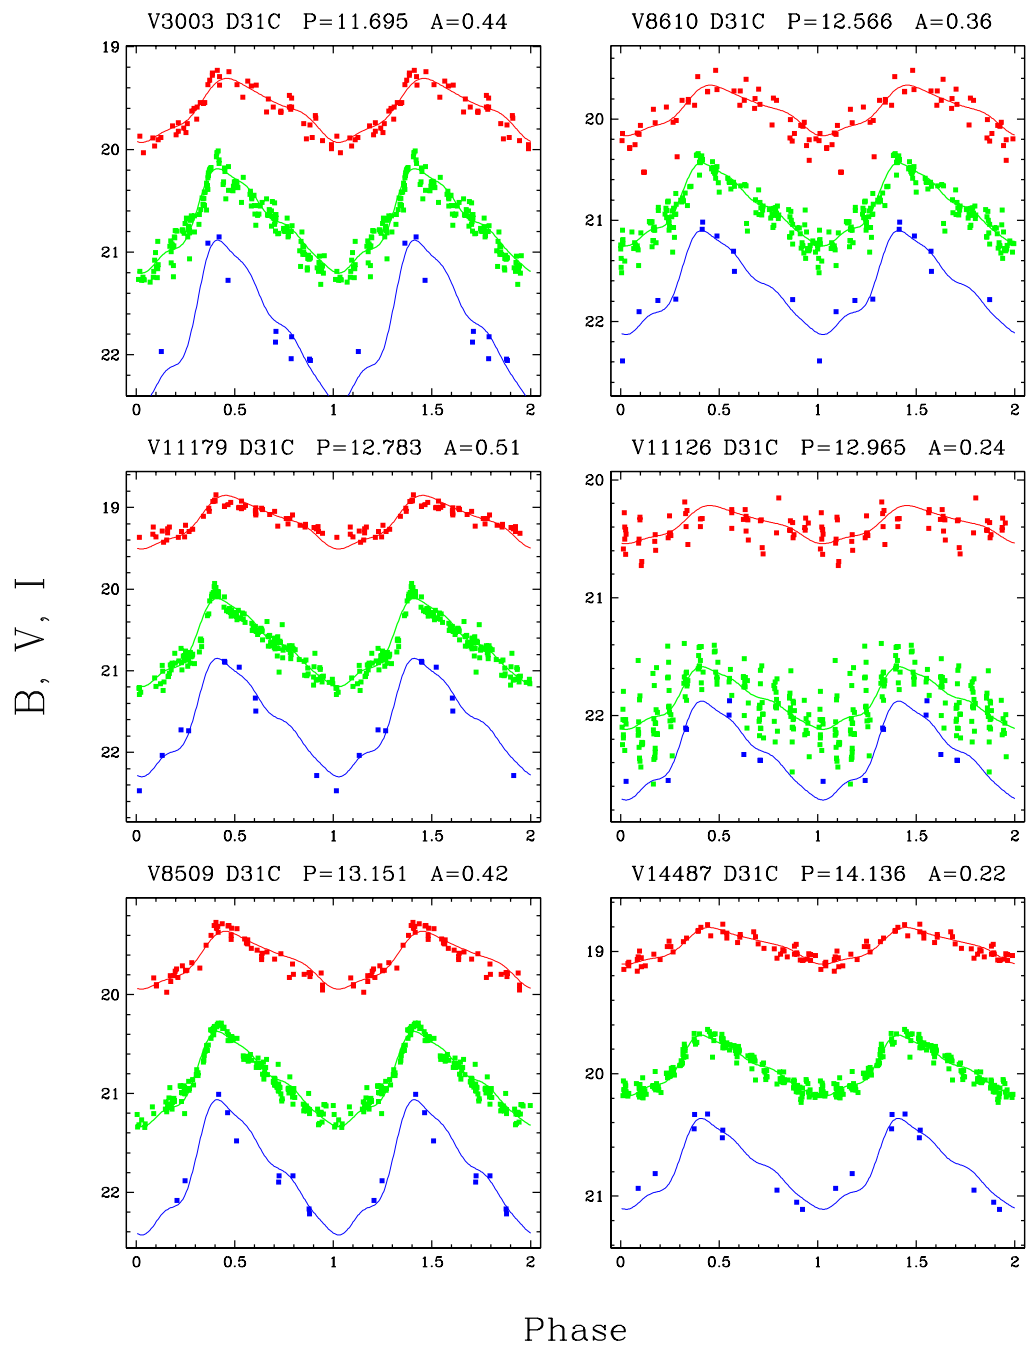 V3003 D31C P=11.695 A=0.44
19
20
21
22
0 0.5 1 1.5 2
V8610 D31C P=12.566 A=0.36
20
21
22
0 0.5 1 1.5 2
V11179 D31C P=12.783 A=0.51
19
20
21
22
0 0.5 1 1.5 2
V11126 D31C P=12.965 A=0.24
20
21
22
0 0.5 1 1.5 2
V8509 D31C P=13.151 A=0.42
20
21
22
0 0.5 1 1.5 2
V14487 D31C P=14.136 A=0.22
19
20
21
0 0.5 1 1.5 2
B, V, I
Phase